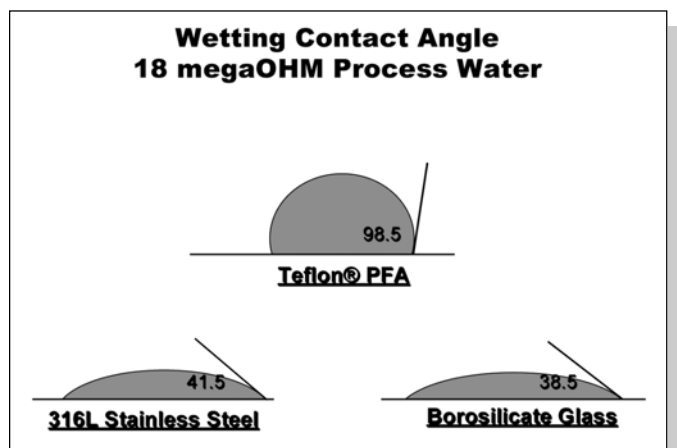 Wetting Contact Angle
18 megaOHM Process Water
98.5
Teflon® PFA
41.5
316L Stainless Steel
38.5
Borosilicate Glass